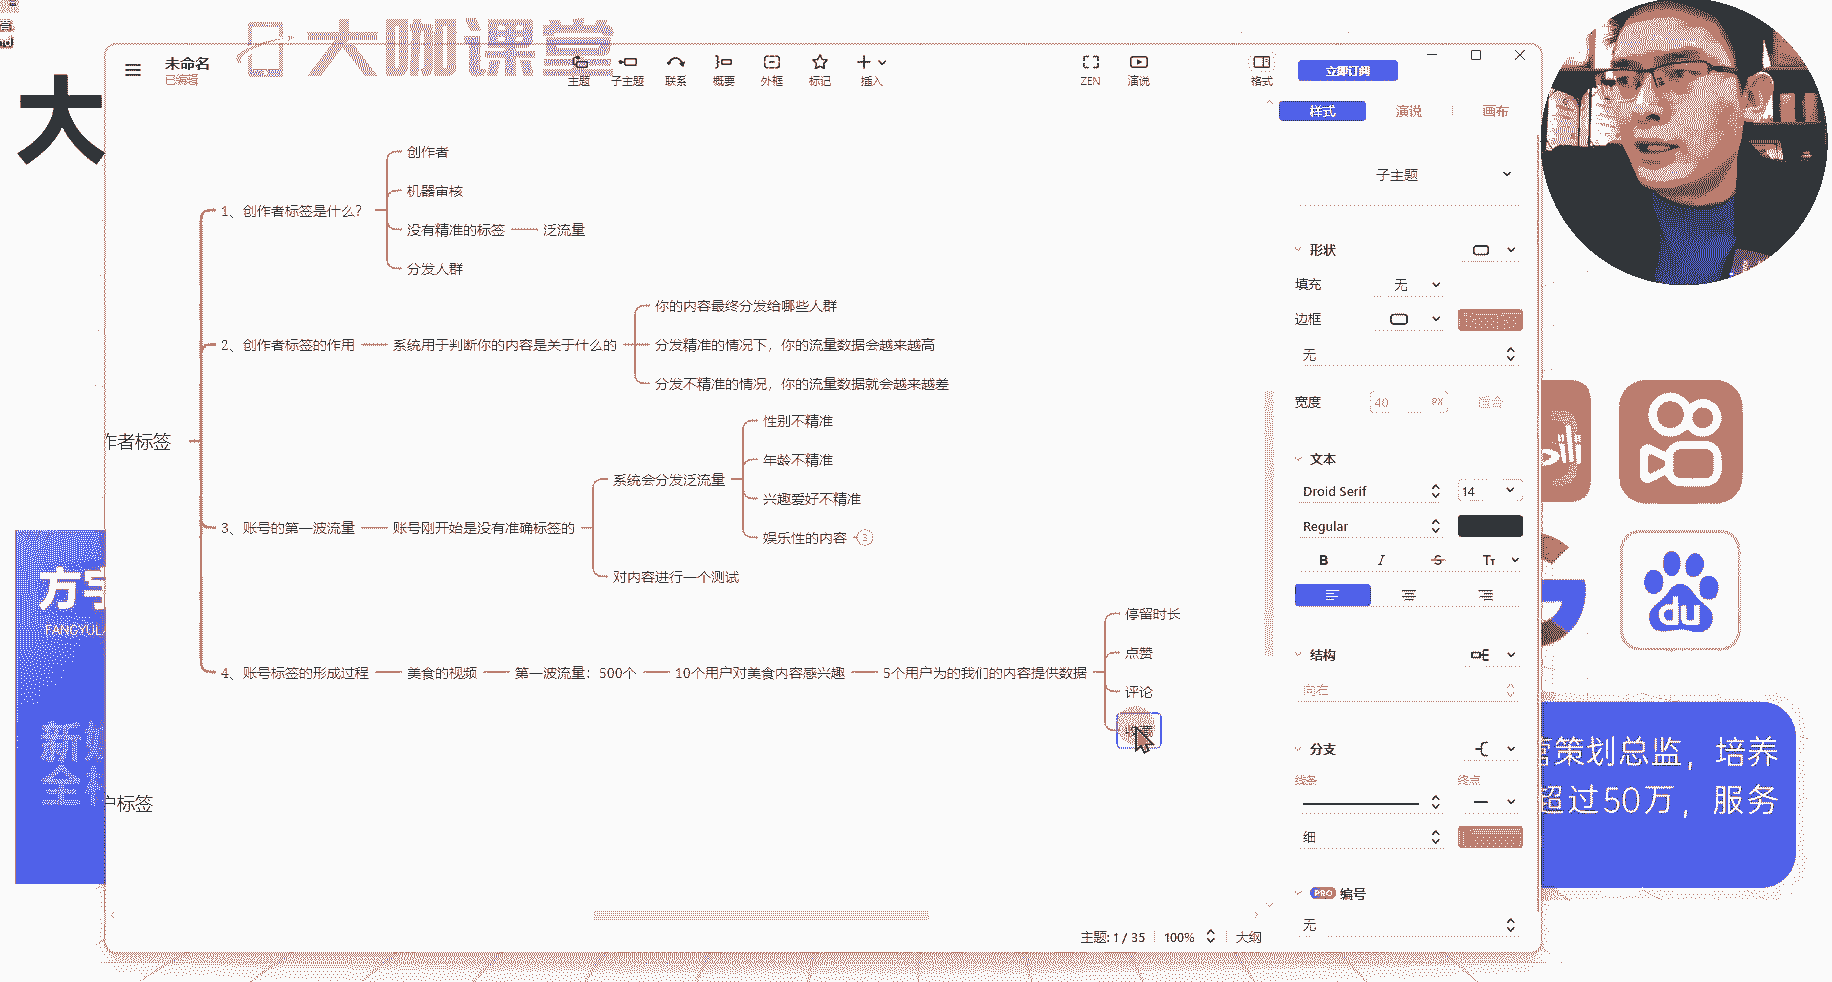 大咖课堂
大
未命名
已编辑
主题
子主题
联系
概要
外框
标记
插入
ZEN
演说
格式
立即订阅
样式
演说
画布
创作者
机器审核
1、创作者标签是什么？
没有精准的标签
泛流量
分发人群
你的内容最终分发给哪些人群
2、创作者标签的作用
系统用于判断你的内容是关于什么的
分发精准的情况下，你的流量数据会越来越高
分发不精准的情况，你的流量数据就会越来越差
性别不精准
作者标签
年龄不精准
系统会分发泛流量
兴趣爱好不精准
3、账号的第一波流量
账号刚开始是没有准确标签的
娱乐性的内容
3
对内容进行一个测试
停留时长
点赞
4、账号标签的形成过程
美食的视频
第一波流量：500个
10个用户对美食内容感兴趣
5个用户为的我们的内容提供数据
评论
户标签
子主题
形状
填充
无
边框
无
宽度
40
PX
文本
Droid Serif
14
Regular
B
I
S
Tт
结构
向右
分支
线条
终点
细
PRO
编号
无
主题: 1 / 35
100%
大纲
方宇
FANGYUL
新媒
全栈
du
营策划总监，培养
超过50万，服务